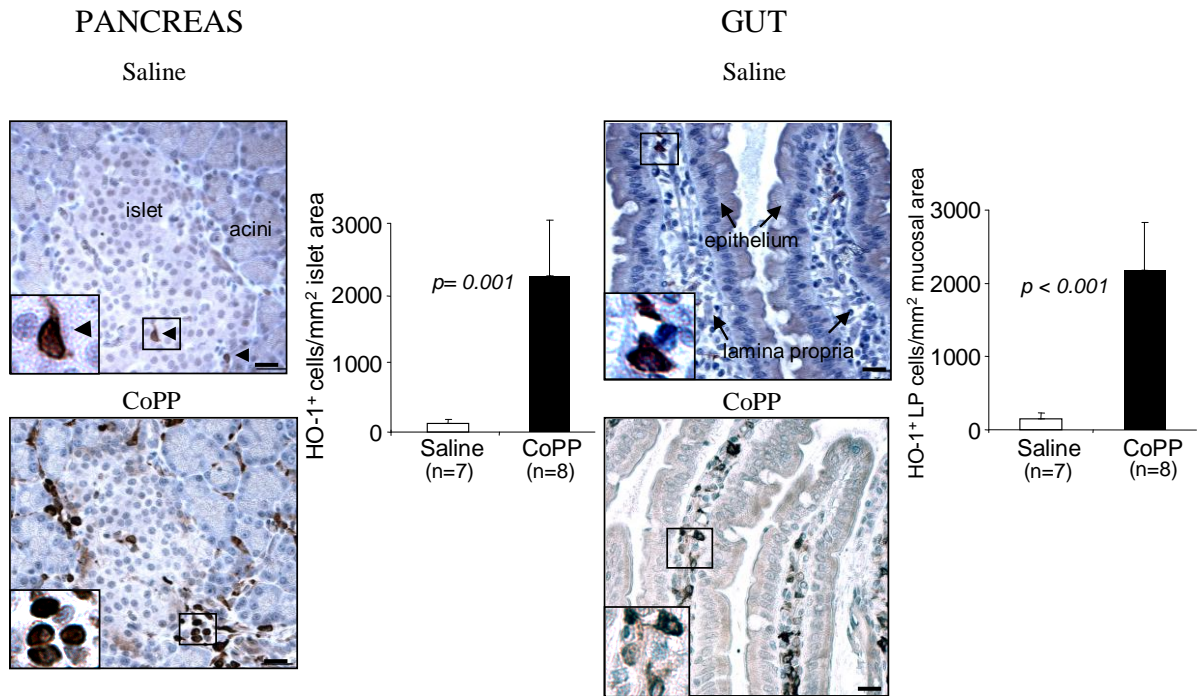 PANCREAS
Saline
islet
acini
CoPP
HO-1⁺ cells/mm² islet area
3000
2000
1000
0
p= 0.001
Saline
(n=7)
CoPP
(n=8)
GUT
Saline
epithelium
lamina propria
CoPP
HO-1⁺ LP cells/mm² mucosal area
3000
2000
1000
0
p < 0.001
Saline
(n=7)
CoPP
(n=8)